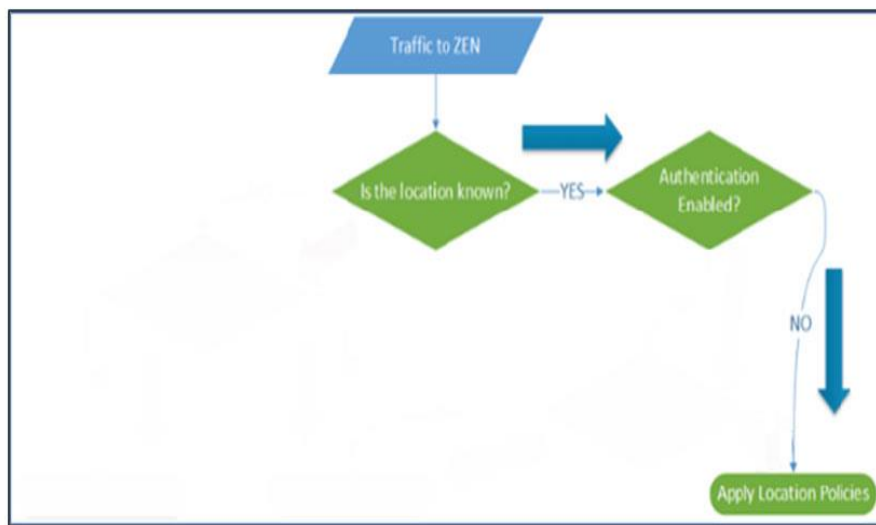 Traffic to ZEN
Is the location known?
YES
Authentication
Enabled?
NO
Apply Location Policies